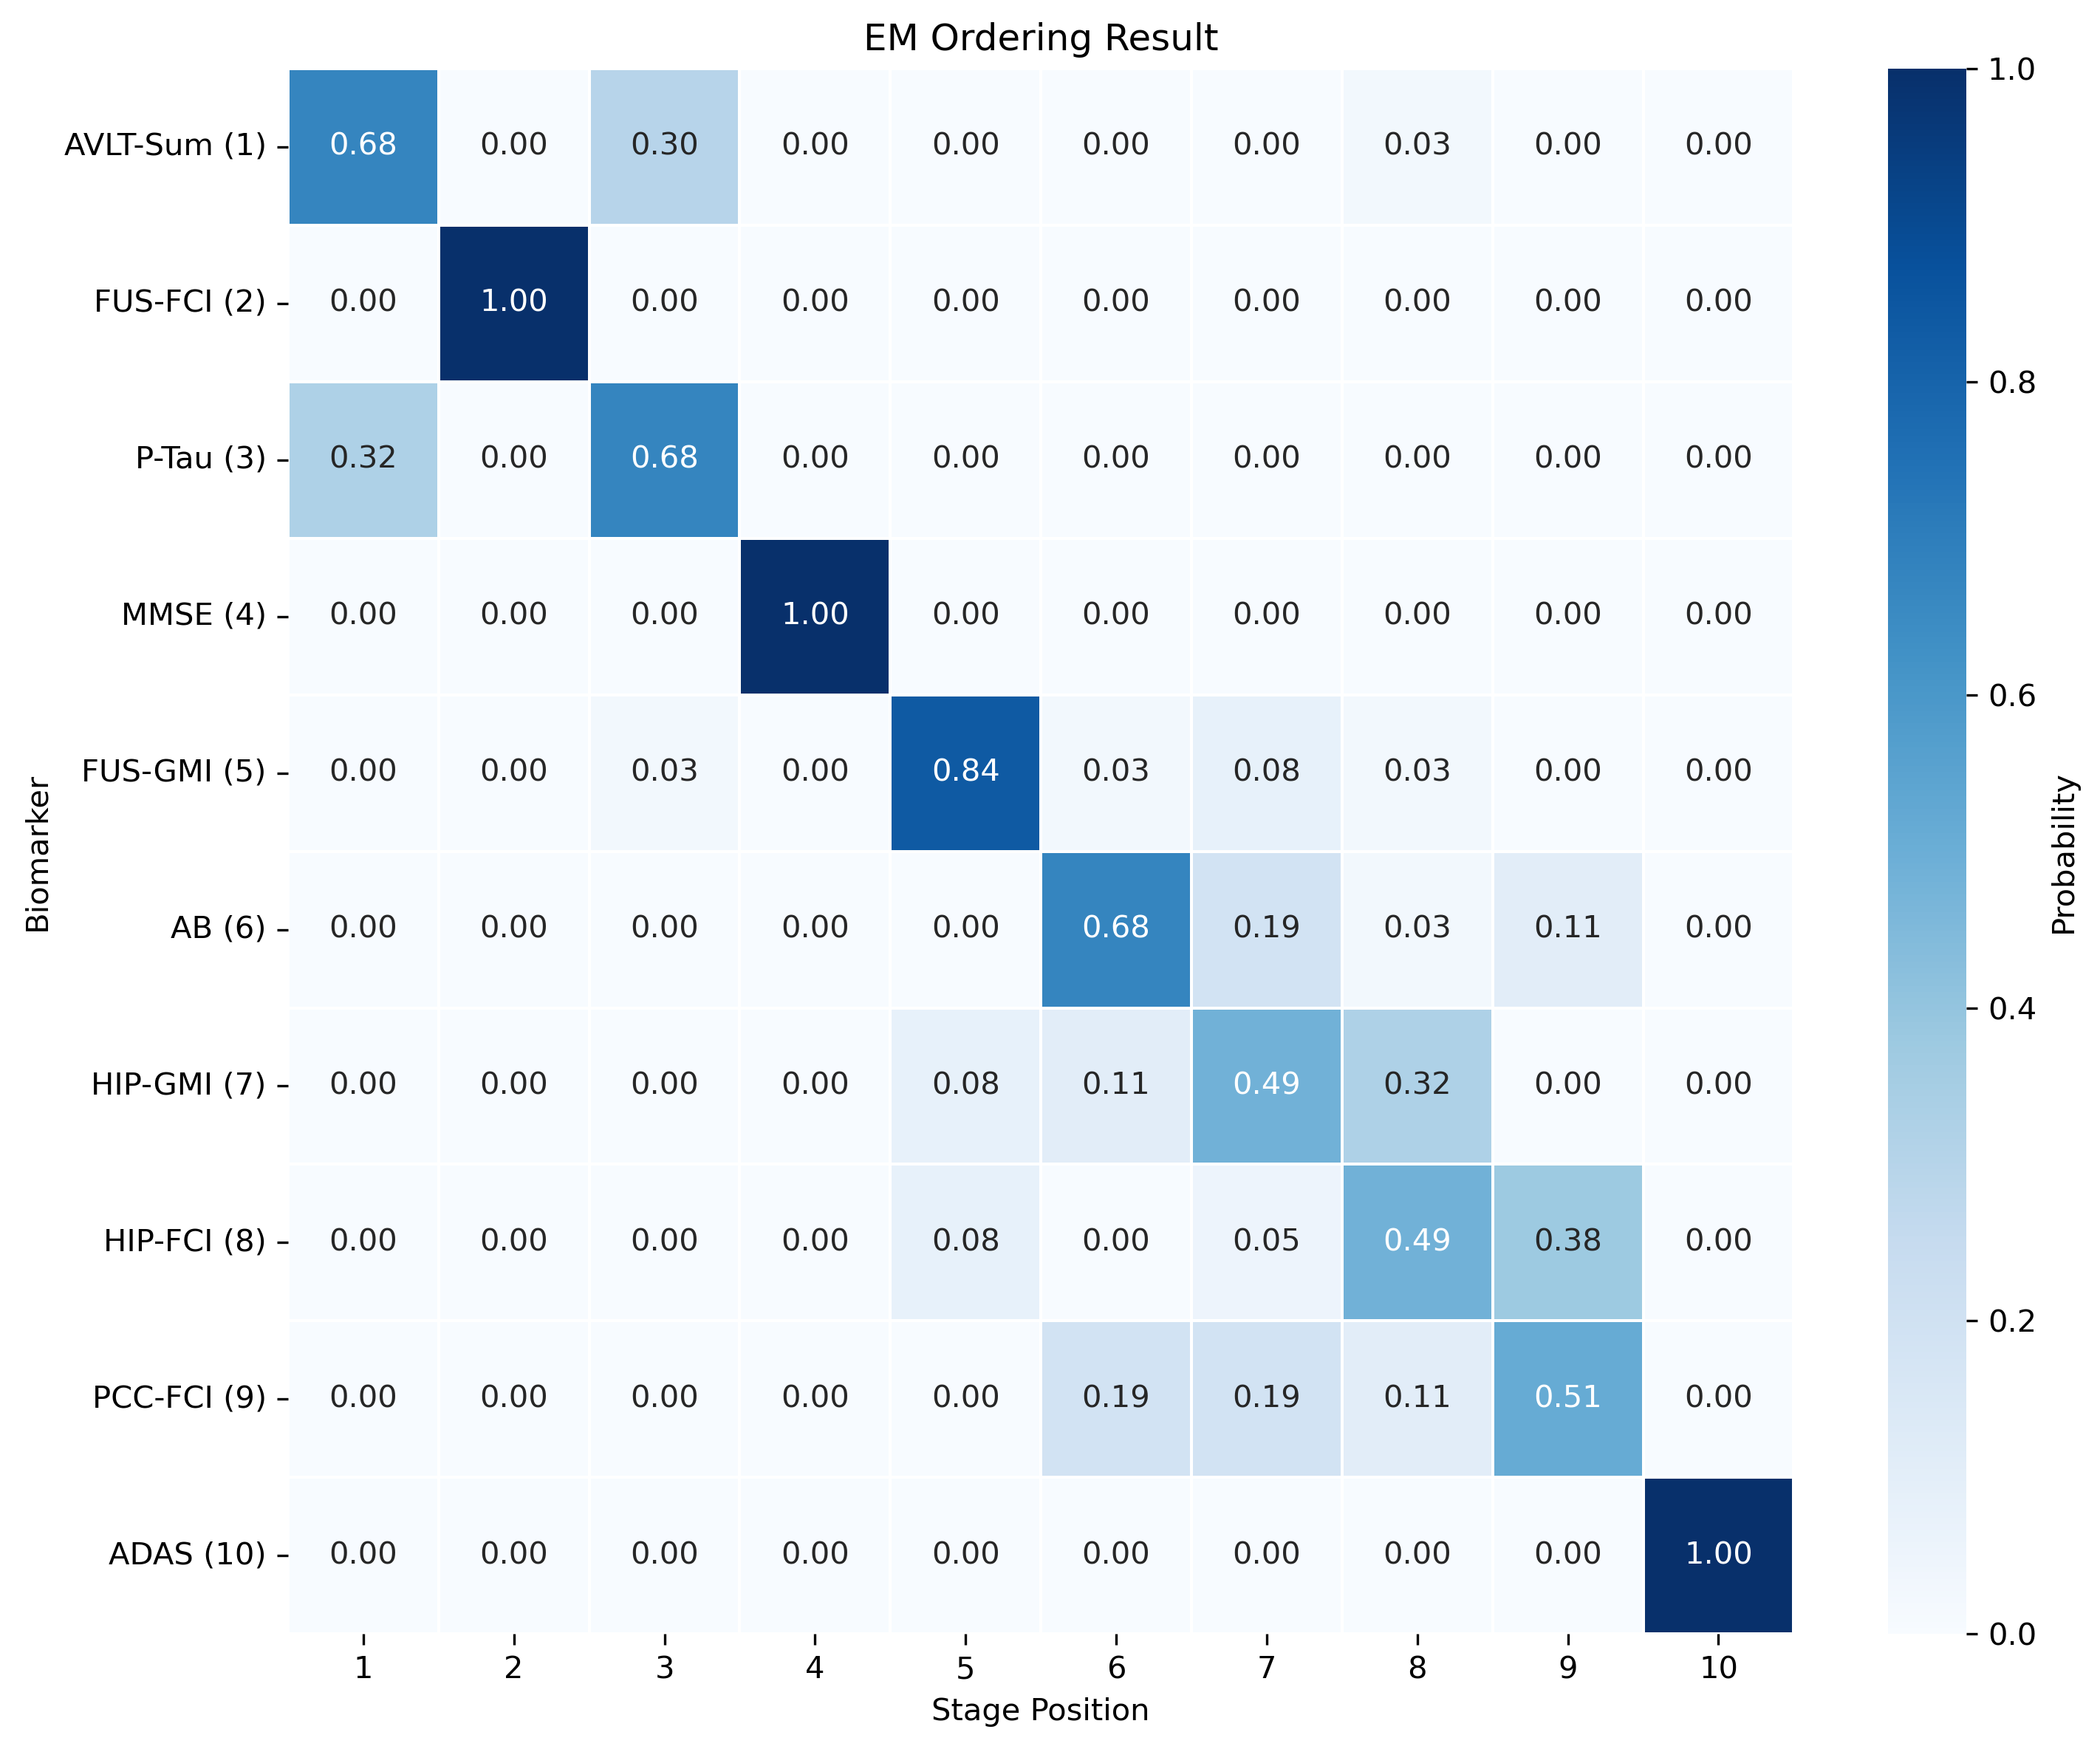 EM Ordering Result
Biomarker
AVLT-Sum (1) 0.68 0.00 0.30 0.00 0.00 0.00 0.00 0.03 0.00 0.00
FUS-FCI (2) 0.00 1.00 0.00 0.00 0.00 0.00 0.00 0.00 0.00 0.00
P-Tau (3) 0.32 0.00 0.68 0.00 0.00 0.00 0.00 0.00 0.00 0.00
MMSE (4) 0.00 0.00 0.00 1.00 0.00 0.00 0.00 0.00 0.00 0.00
FUS-GMI (5) 0.00 0.00 0.03 0.00 0.84 0.03 0.08 0.03 0.00 0.00
AB (6) 0.00 0.00 0.00 0.00 0.00 0.68 0.19 0.03 0.11 0.00
HIP-GMI (7) 0.00 0.00 0.00 0.00 0.08 0.11 0.49 0.32 0.00 0.00
HIP-FCI (8) 0.00 0.00 0.00 0.00 0.08 0.00 0.05 0.49 0.38 0.00
PCC-FCI (9) 0.00 0.00 0.00 0.00 0.00 0.19 0.19 0.11 0.51 0.00
ADAS (10) 0.00 0.00 0.00 0.00 0.00 0.00 0.00 0.00 0.00 1.00
1 2 3 4 5 6 7 8 9 10
Stage Position
1.0
0.8
0.6
0.4
0.2
0.0
Probability